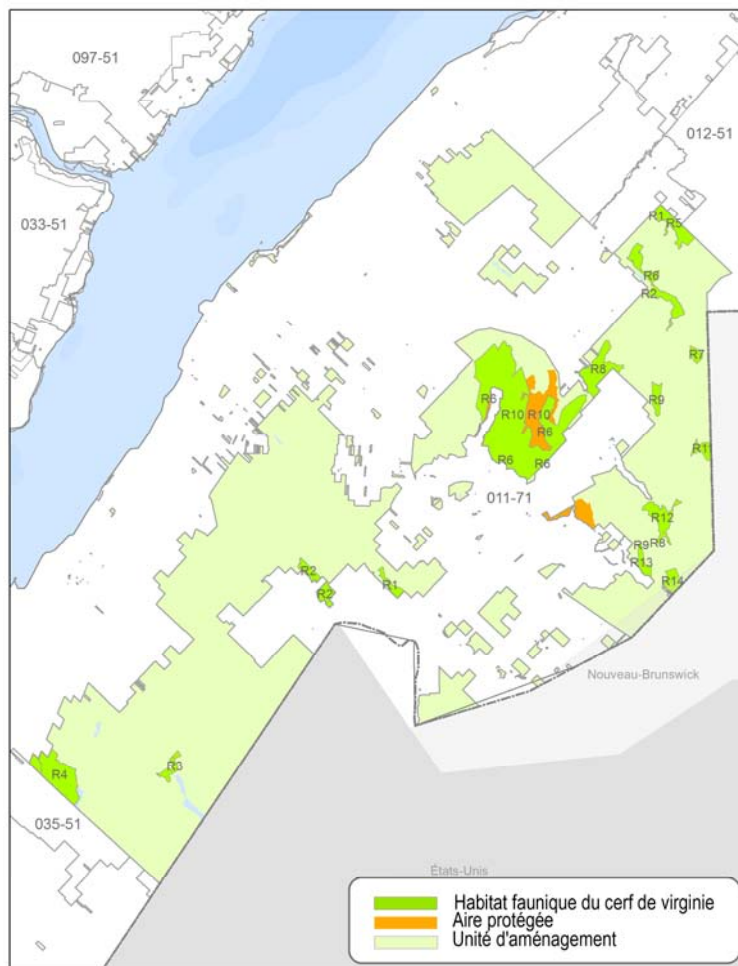 097-51
012-51
033-51
R1
R5
R6
R2
R7
R8
R6
R9
R10
R10
R6
R11
R6
R6
011-71
R12
R9
R8
R13
R2
R14
R1
R2
Nouveau-Brunswick
R3
R4
035-51
États-Unis
Habitat faunique du cerf de virginie
Aire protégée
Unité d'aménagement